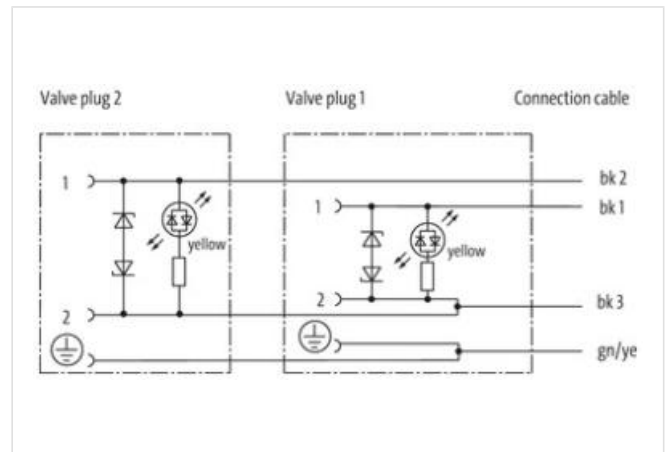 Valve plug 2 Valve plug 1 Connection cable
1 bk 2
1 bk 1
yellow yellow
2 bk 3
2
gn/ye